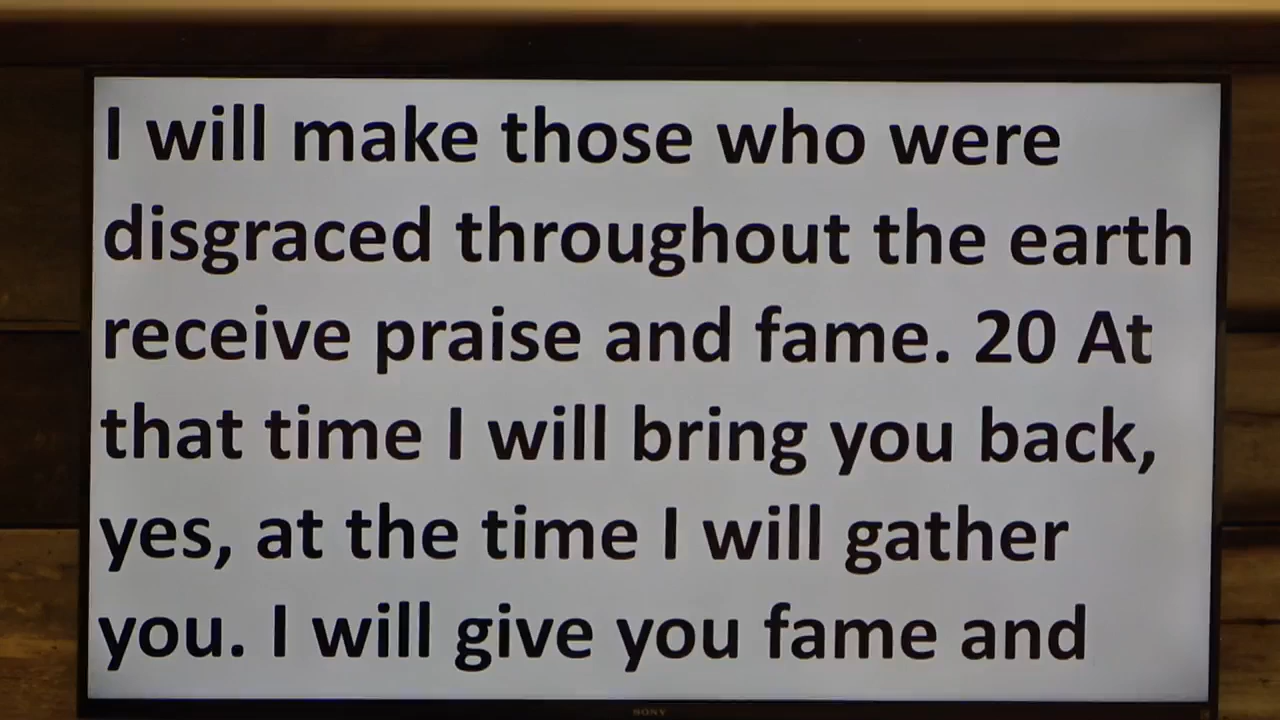 I will make those who were
disgraced throughout the earth
receive praise and fame. 20 At
that time I will bring you back,
yes, at the time I will gather
you. I will give you fame and
SONY